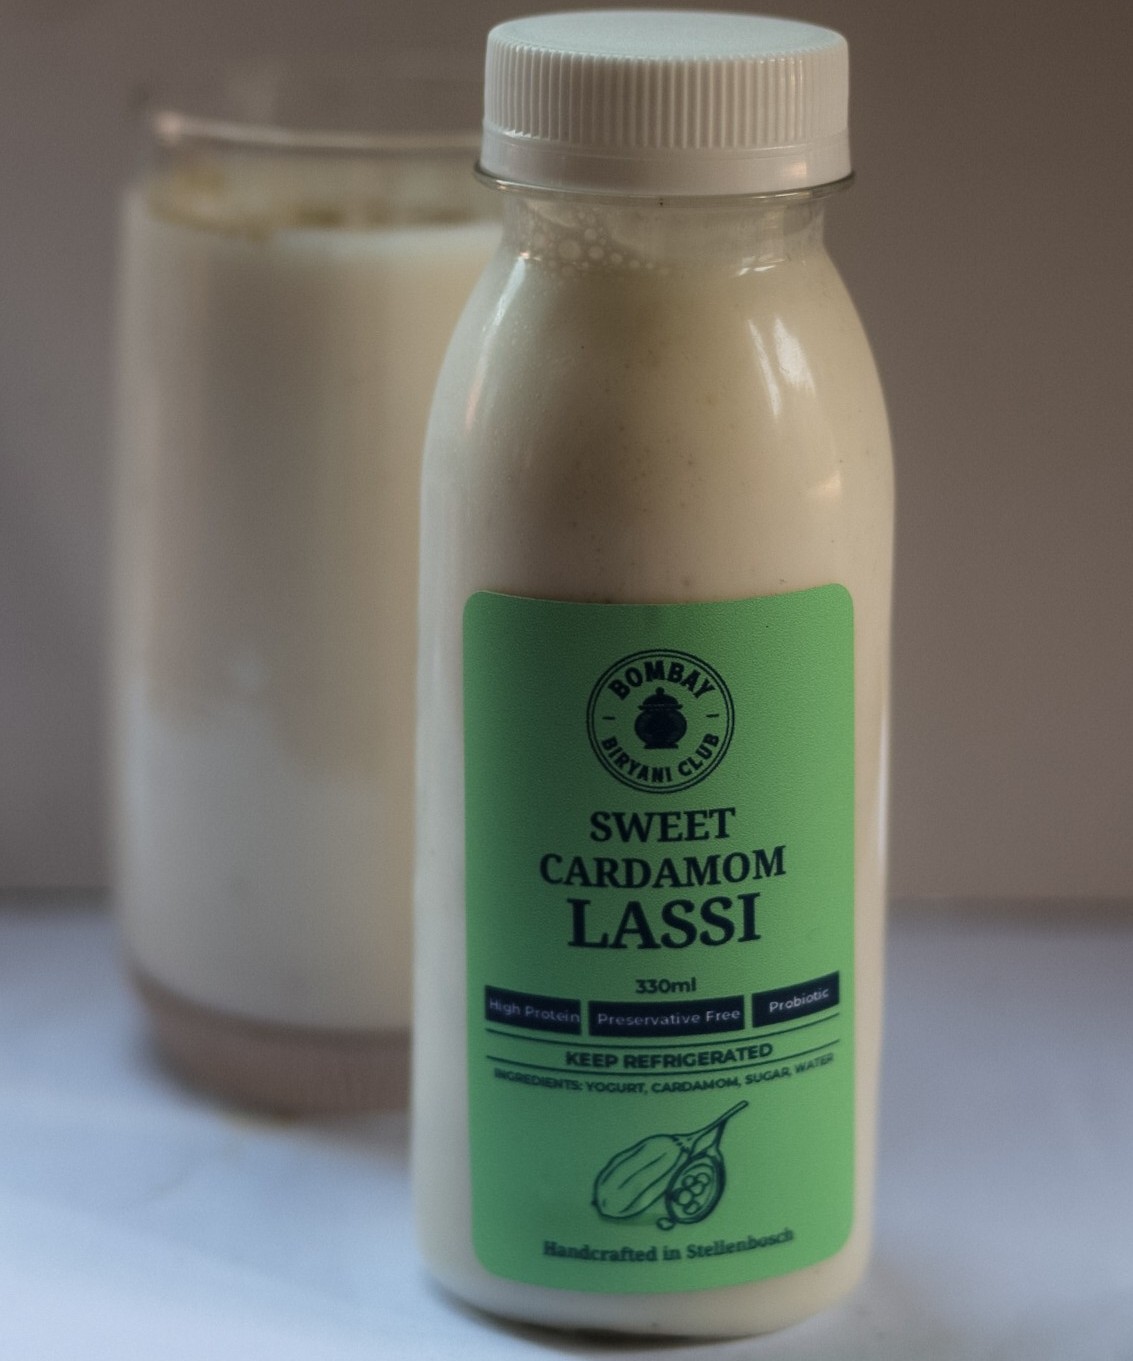 BOMBAY
BIRYANI CLUB
SWEET
CARDAMOM
LASSI
330ml
High Protein Preservative Free Probiotic
KEEP REFRIGERATED
INGREDIENTS: YOGURT, CARDAMOM, SUGAR, WATER
Handcrafted in Stellenbosch